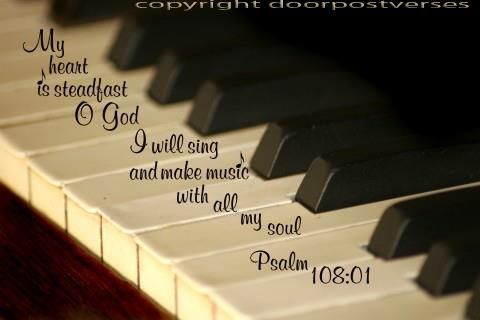 copyright doorpostverses
My
heart
is steadfast
O God
I will sing
and make music
with all
my soul
Psalm
108:01